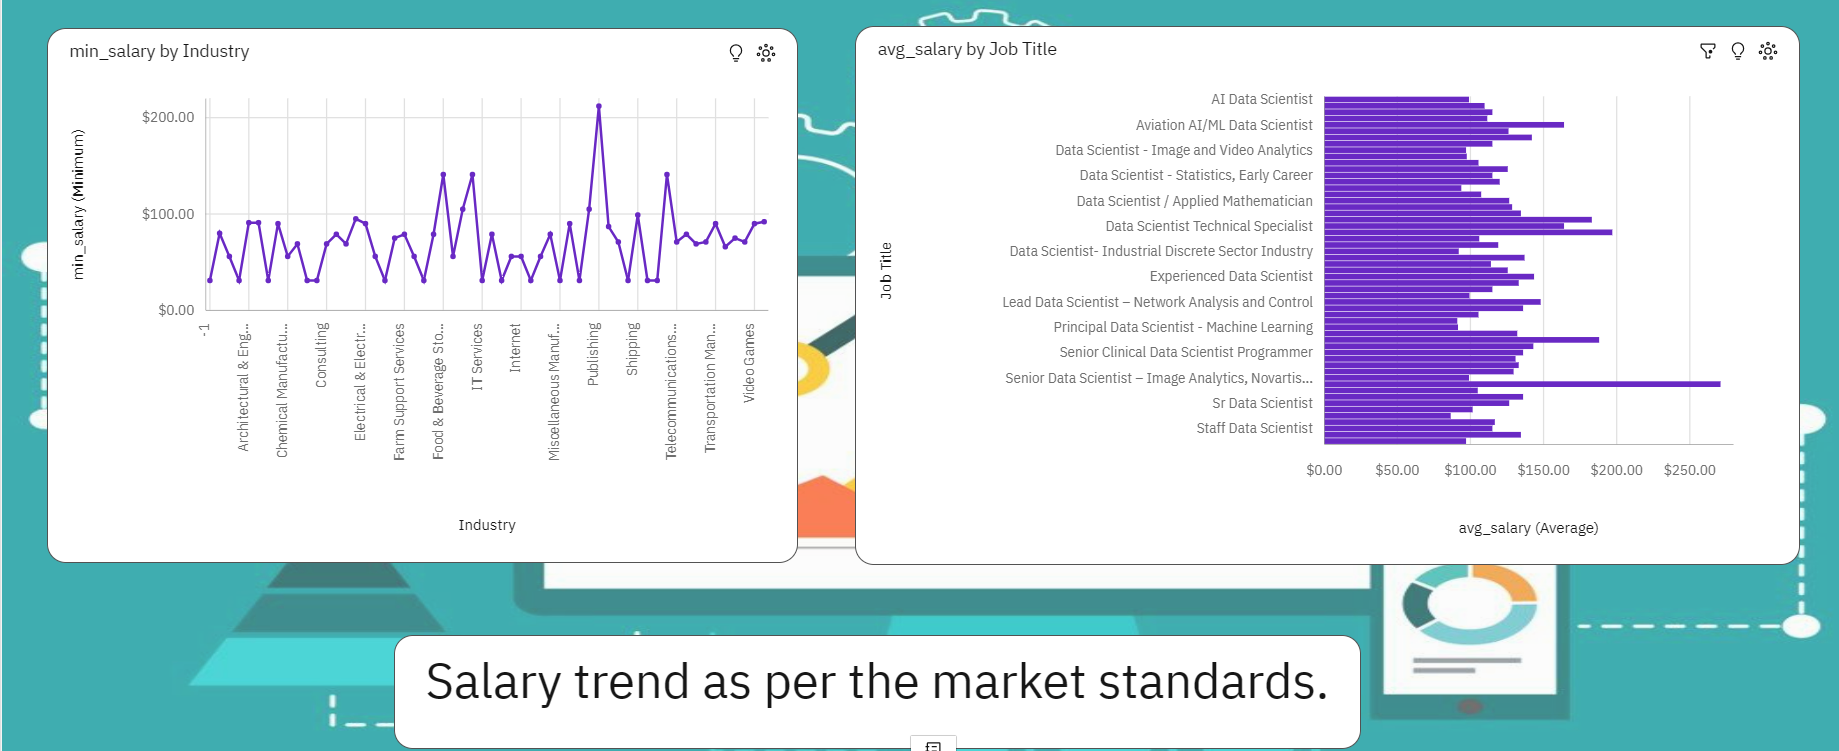 min_salary by Industry
min_salary (Minimum)
$200.00
$100.00
$0.00
-1
Architectural & Eng...
Chemical Manufactu...
Consulting
Electrical & Electr...
Farm Support Services
Food & Beverage Sto...
IT Services
Internet
Miscellaneous Manuf...
Publishing
Shipping
Telecommunications...
Transportation Man...
Video Games
Industry
avg_salary by Job Title
Job Title
AI Data Scientist
Aviation AI/ML Data Scientist
Data Scientist - Image and Video Analytics
Data Scientist - Statistics, Early Career
Data Scientist / Applied Mathematician
Data Scientist Technical Specialist
Data Scientist- Industrial Discrete Sector Industry
Experienced Data Scientist
Lead Data Scientist – Network Analysis and Control
Principal Data Scientist - Machine Learning
Senior Clinical Data Scientist Programmer
Senior Data Scientist – Image Analytics, Novartis...
Sr Data Scientist
Staff Data Scientist
$0.00 $50.00 $100.00 $150.00 $200.00 $250.00
avg_salary (Average)
Salary trend as per the market standards.